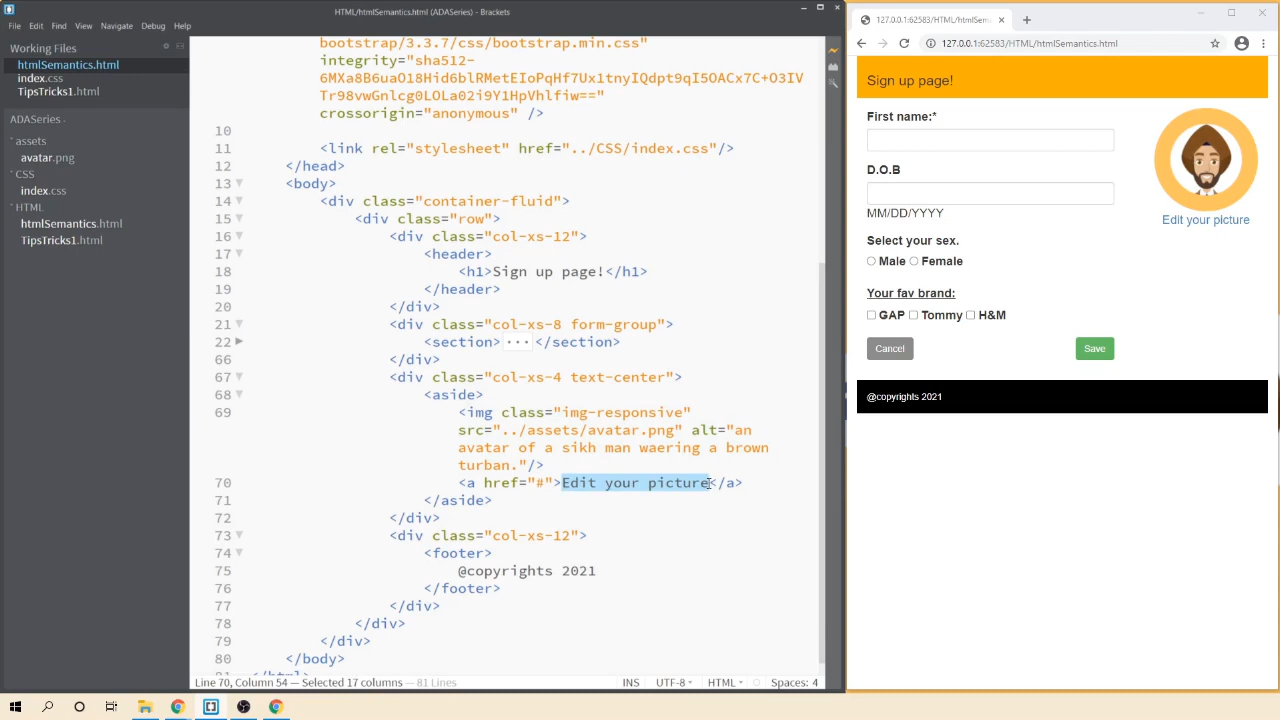 HTML/htmlSemantics.html (ADASeries) - Brackets
File Edit Find View Navigate Debug Help
Working Files
htmlSemantics.html
index.css
TipsTricks1.html
ADASeries
assets
avatar.png
CSS
index.css
HTML
htmlSemantics.html
TipsTricks1.html
bootstrap/3.3.7/css/bootstrap.min.css"
integrity="sha512-
6MXa8B6uaO18Hid6blRMetEIoPqHf7Ux1tnyIQdpt9qI5OACx7C+O3IV
Tr98vwGnlcg0LOLa02i9Y1HpVhlfiw=="
crossorigin="anonymous" />
10
11 <link rel="stylesheet" href="../CSS/index.css"/>
12 </head>
13 <body>
14 <div class="container-fluid">
15 <div class="row">
16 <div class="col-xs-12">
17 <header>
18 <h1>Sign up page!</h1>
19 </header>
20 </div>
21 <div class="col-xs-8 form-group">
22 <section> ... </section>
66 </div>
67 <div class="col-xs-4 text-center">
68 <aside>
69 <img class="img-responsive"
src="../assets/avatar.png" alt="an
avatar of a sikh man waering a brown
turban."/>
70 <a href="#">Edit your picture</a>
71 </aside>
72 </div>
73 <div class="col-xs-12">
74 <footer>
75 @copyrights 2021
76 </footer>
77 </div>
78 </div>
79 </div>
80 </body>
Line 70, Column 54 — Selected 17 columns — 81 Lines
INS UTF-8 HTML Spaces: 4
127.0.0.1:62583/HTML/htmlSema
127.0.0.1:62583/HTML/htmlSemantics.html
Sign up page!
First name:*
D.O.B
MM/DD/YYYY
Edit your picture
Select your sex.
Male Female
Your fav brand:
GAP Tommy H&M
Cancel Save
@copyrights 2021